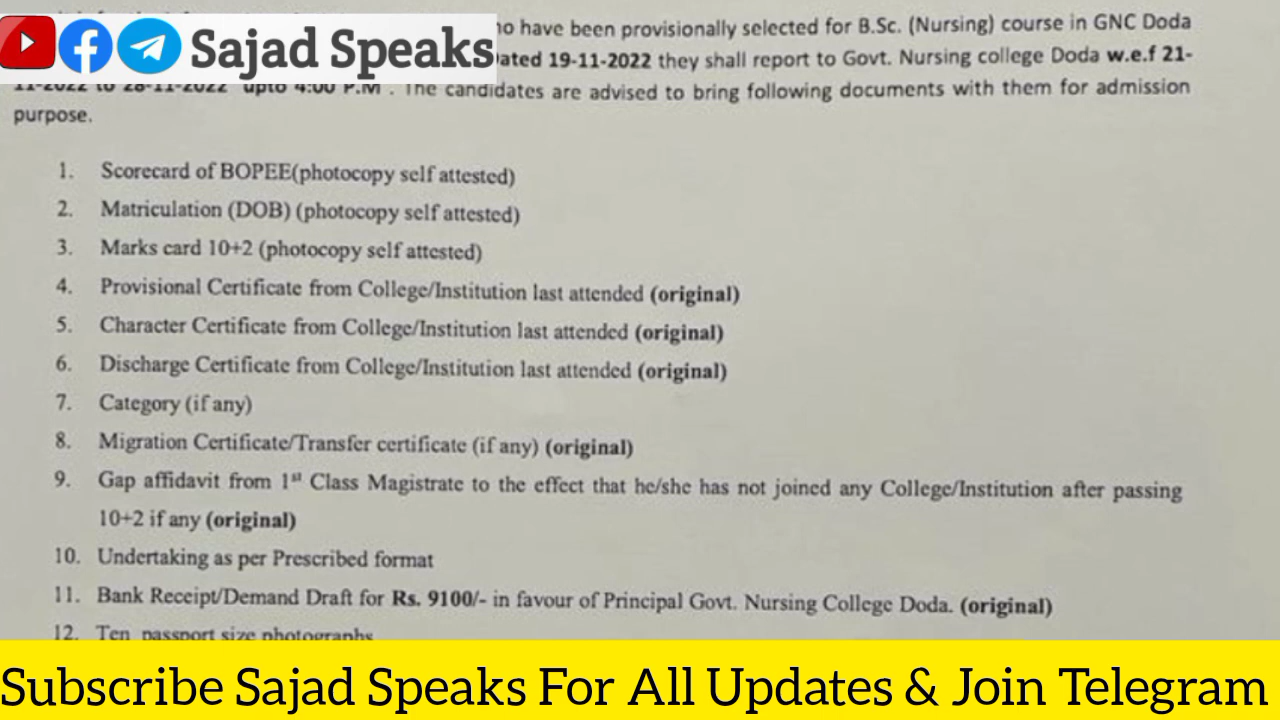 Sajad Speaks
ho have been provisionally selected for B.Sc. (Nursing) course in GNC Doda
ated 19-11-2022 they shall report to Govt. Nursing college Doda w.e.f 21-
11-2022 to 28-11-2022 upto 4:00 P.M . The candidates are advised to bring following documents with them for admission
purpose.
1. Scorecard of BOPEE(photocopy self attested)
2. Matriculation (DOB) (photocopy self attested)
3. Marks card 10+2 (photocopy self attested)
4. Provisional Certificate from College/Institution last attended (original)
5. Character Certificate from College/Institution last attended (original)
6. Discharge Certificate from College/Institution last attended (original)
7. Category (if any)
8. Migration Certificate/Transfer certificate (if any) (original)
9. Gap affidavit from 1st Class Magistrate to the effect that he/she has not joined any College/Institution after passing
10+2 if any (original)
10. Undertaking as per Prescribed format
11. Bank Receipt/Demand Draft for Rs. 9100/- in favour of Principal Govt. Nursing College Doda. (original)
12. Ten passport size photographs
Subscribe Sajad Speaks For All Updates & Join Telegram